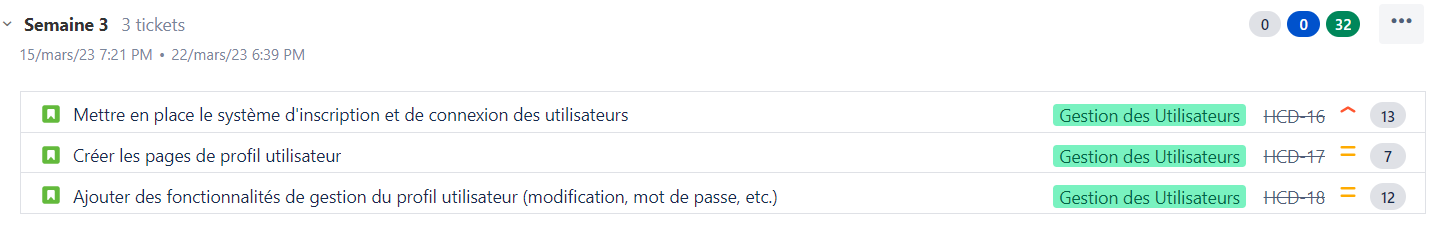 Semaine 3 3 tickets 0 0 32 •••
15/mars/23 7:21 PM • 22/mars/23 6:39 PM
Mettre en place le système d'inscription et de connexion des utilisateurs Gestion des Utilisateurs HCD-16 13
Créer les pages de profil utilisateur Gestion des Utilisateurs HCD-17 7
Ajouter des fonctionnalités de gestion du profil utilisateur (modification, mot de passe, etc.) Gestion des Utilisateurs HCD-18 12